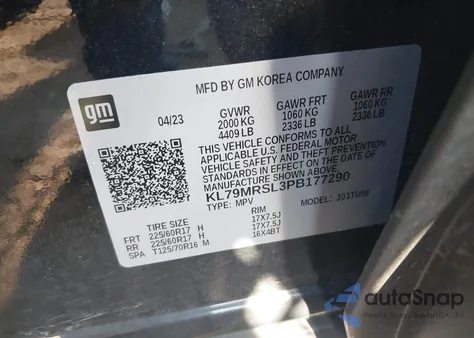 MFD BY GM KOREA COMPANY
gm
04/23 GVWR GAWR FRT GAWR RR
2000 KG 1060 KG 1060 KG
4409 LB 2336 LB 2336 LB
THIS VEHICLE CONFORMS TO ALL
APPLICABLE U.S. FEDERAL MOTOR
VEHICLE SAFETY AND THEFT
PREVENTION STANDARDS IN EFFECT
ON THE DATE OF MANUFACTURE
SHOWN ABOVE.
KL79MRSL3PB177290
TYPE: MPV MODEL:
TIRE SIZE RIM
FRT 225/60R17 H 17X7.5J
RR 225/60R17 H 17X7.5J
SPA T125/70R16 M 16X4BT
autoSnap